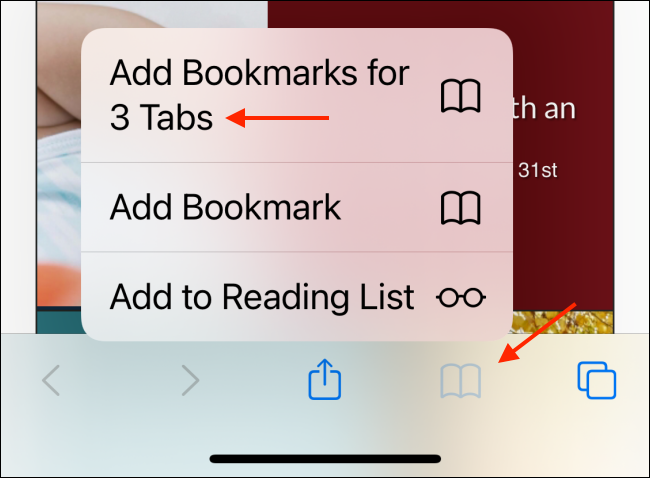 Add Bookmarks for
3 Tabs
th an
Add Bookmark
31st
Add to Reading List